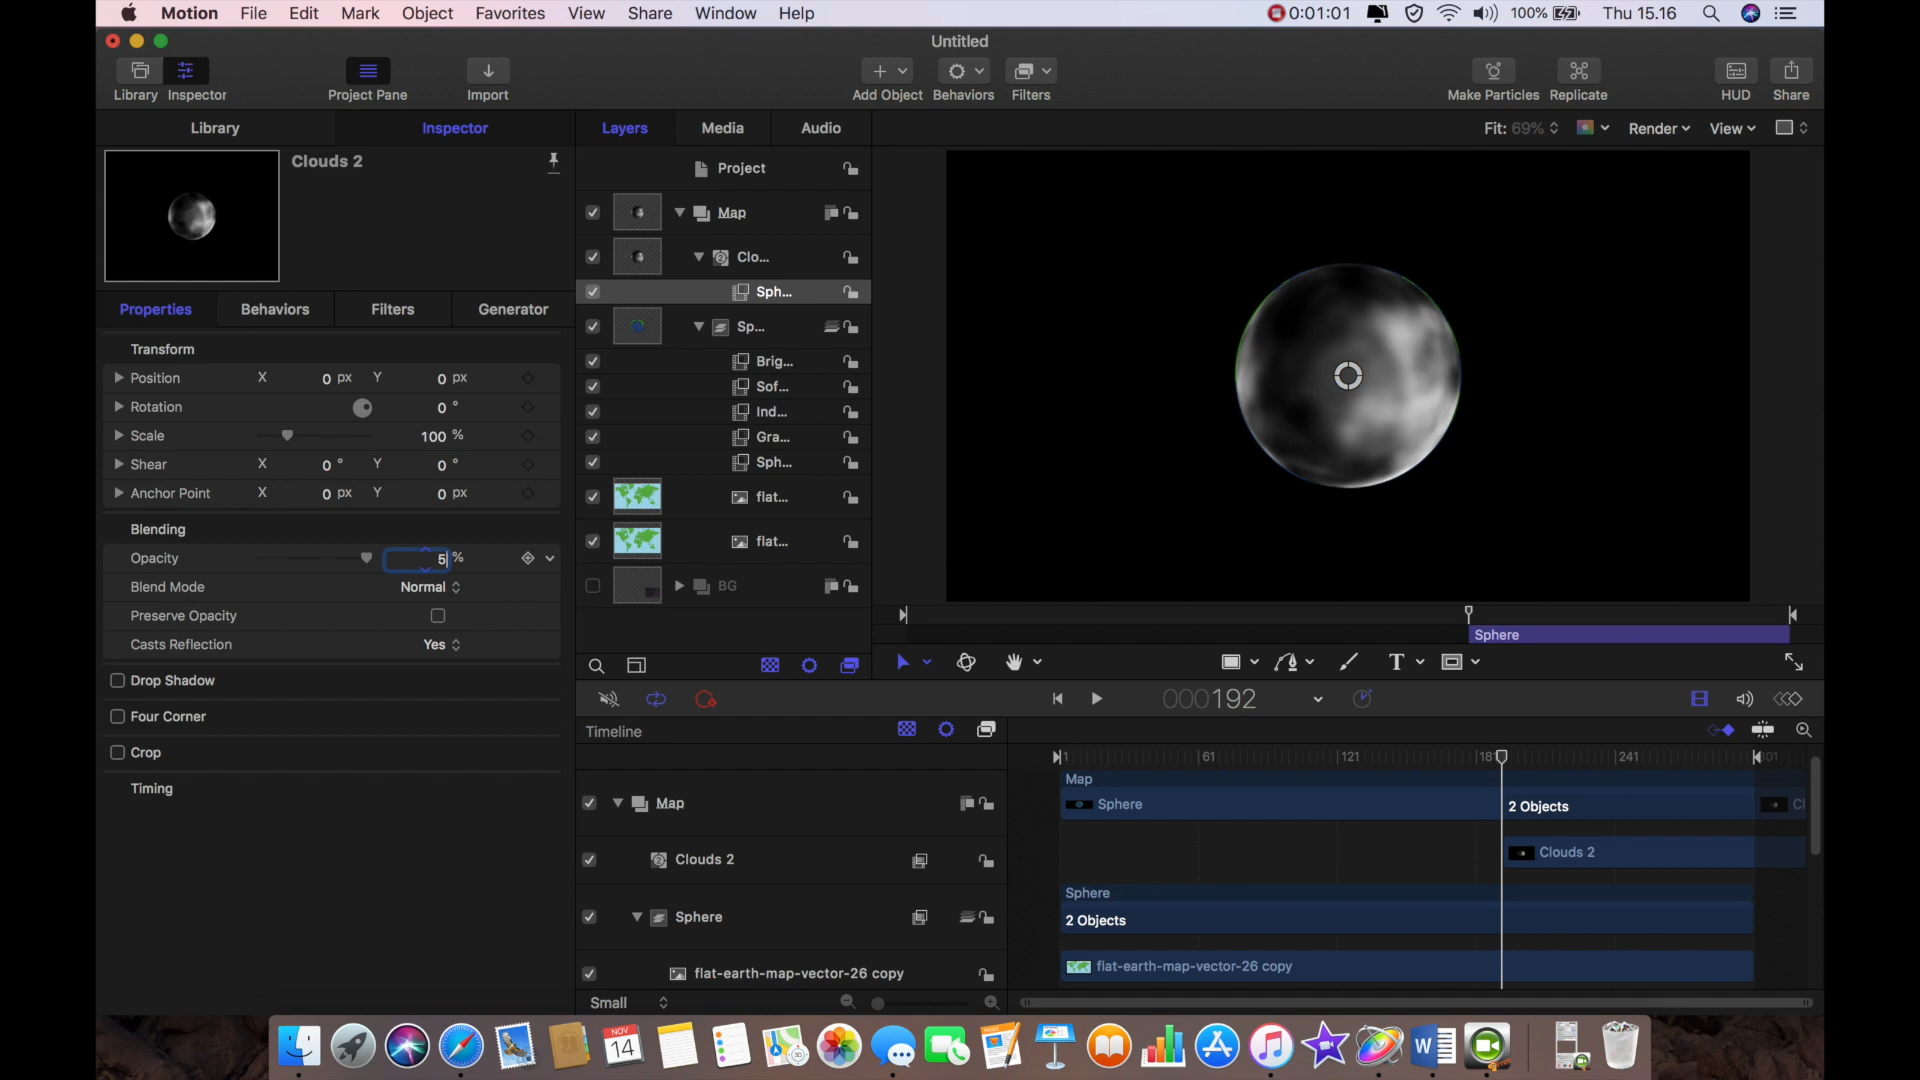 Motion File Edit Mark Object Favorites View Share Window Help 0:01:01 100% Thu 15.16
Untitled
Library Inspector Project Pane Import Add Object Behaviors Filters Make Particles Replicate HUD Share
Library Inspector Layers Media Audio Fit: 69% Render View
Clouds 2
Project
Map
Clo...
Sph...
Properties Behaviors Filters Generator
Sp...
Transform
Brig...
Position X 0 px Y 0 px
Sof...
Rotation 0 °
Ind...
Scale 100 %
Gra...
Shear X 0 ° Y 0 °
Sph...
Anchor Point X 0 px Y 0 px
flat...
Blending
flat...
Opacity 5 %
Blend Mode Normal
BG
Preserve Opacity
Casts Reflection Yes
Sphere
Drop Shadow
Four Corner
000192
Timeline
Crop
1 61 121 181 241 301
Timing
Map
Map Sphere 2 Objects Cl
Clouds 2 Clouds 2
Sphere
Sphere 2 Objects
flat-earth-map-vector-26 copy flat-earth-map-vector-26 copy
Small
NOV
14
3D
W